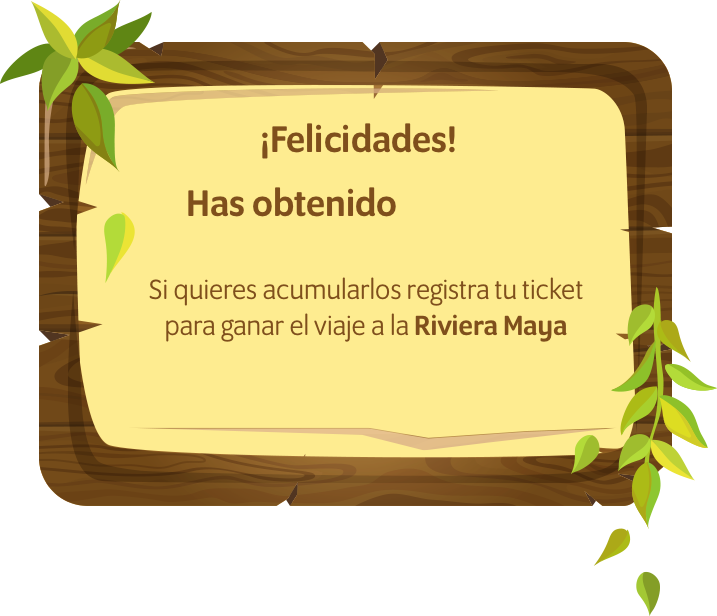 ¡Felicidades!
Has obtenido
Si quieres acumularlos registra tu ticket
para ganar el viaje a la Riviera Maya